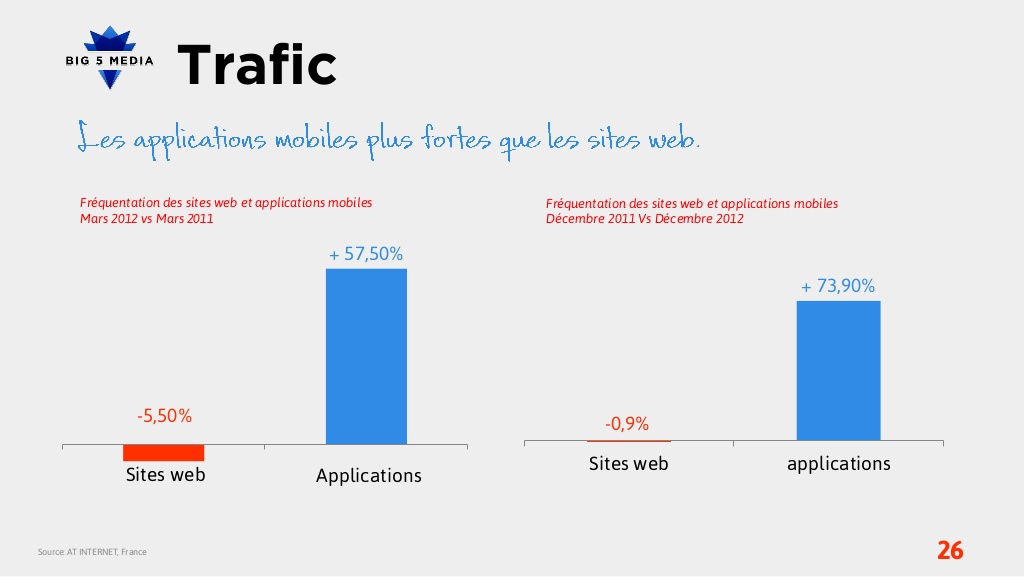 BIG 5 MEDIA
Trafic
Les applications mobiles plus fortes que les sites web.
Fréquentation des sites web et applications mobiles
Mars 2012 vs Mars 2011
+ 57,50%
-5,50%
Sites web
Applications
Fréquentation des sites web et applications mobiles
Décembre 2011 Vs Décembre 2012
+ 73,90%
-0,9%
Sites web
applications
Source: AT INTERNET, France
26